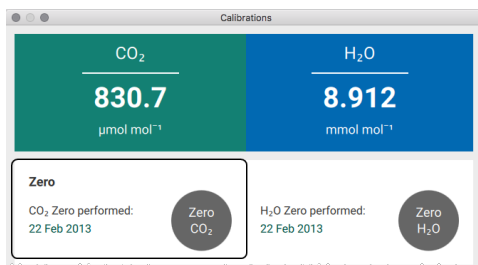 Calibrations
CO₂
830.7
μmol mol⁻¹
H₂O
8.912
mmol mol⁻¹
Zero
CO₂ Zero performed:
22 Feb 2013
Zero
CO₂
H₂O Zero performed:
22 Feb 2013
Zero
H₂O